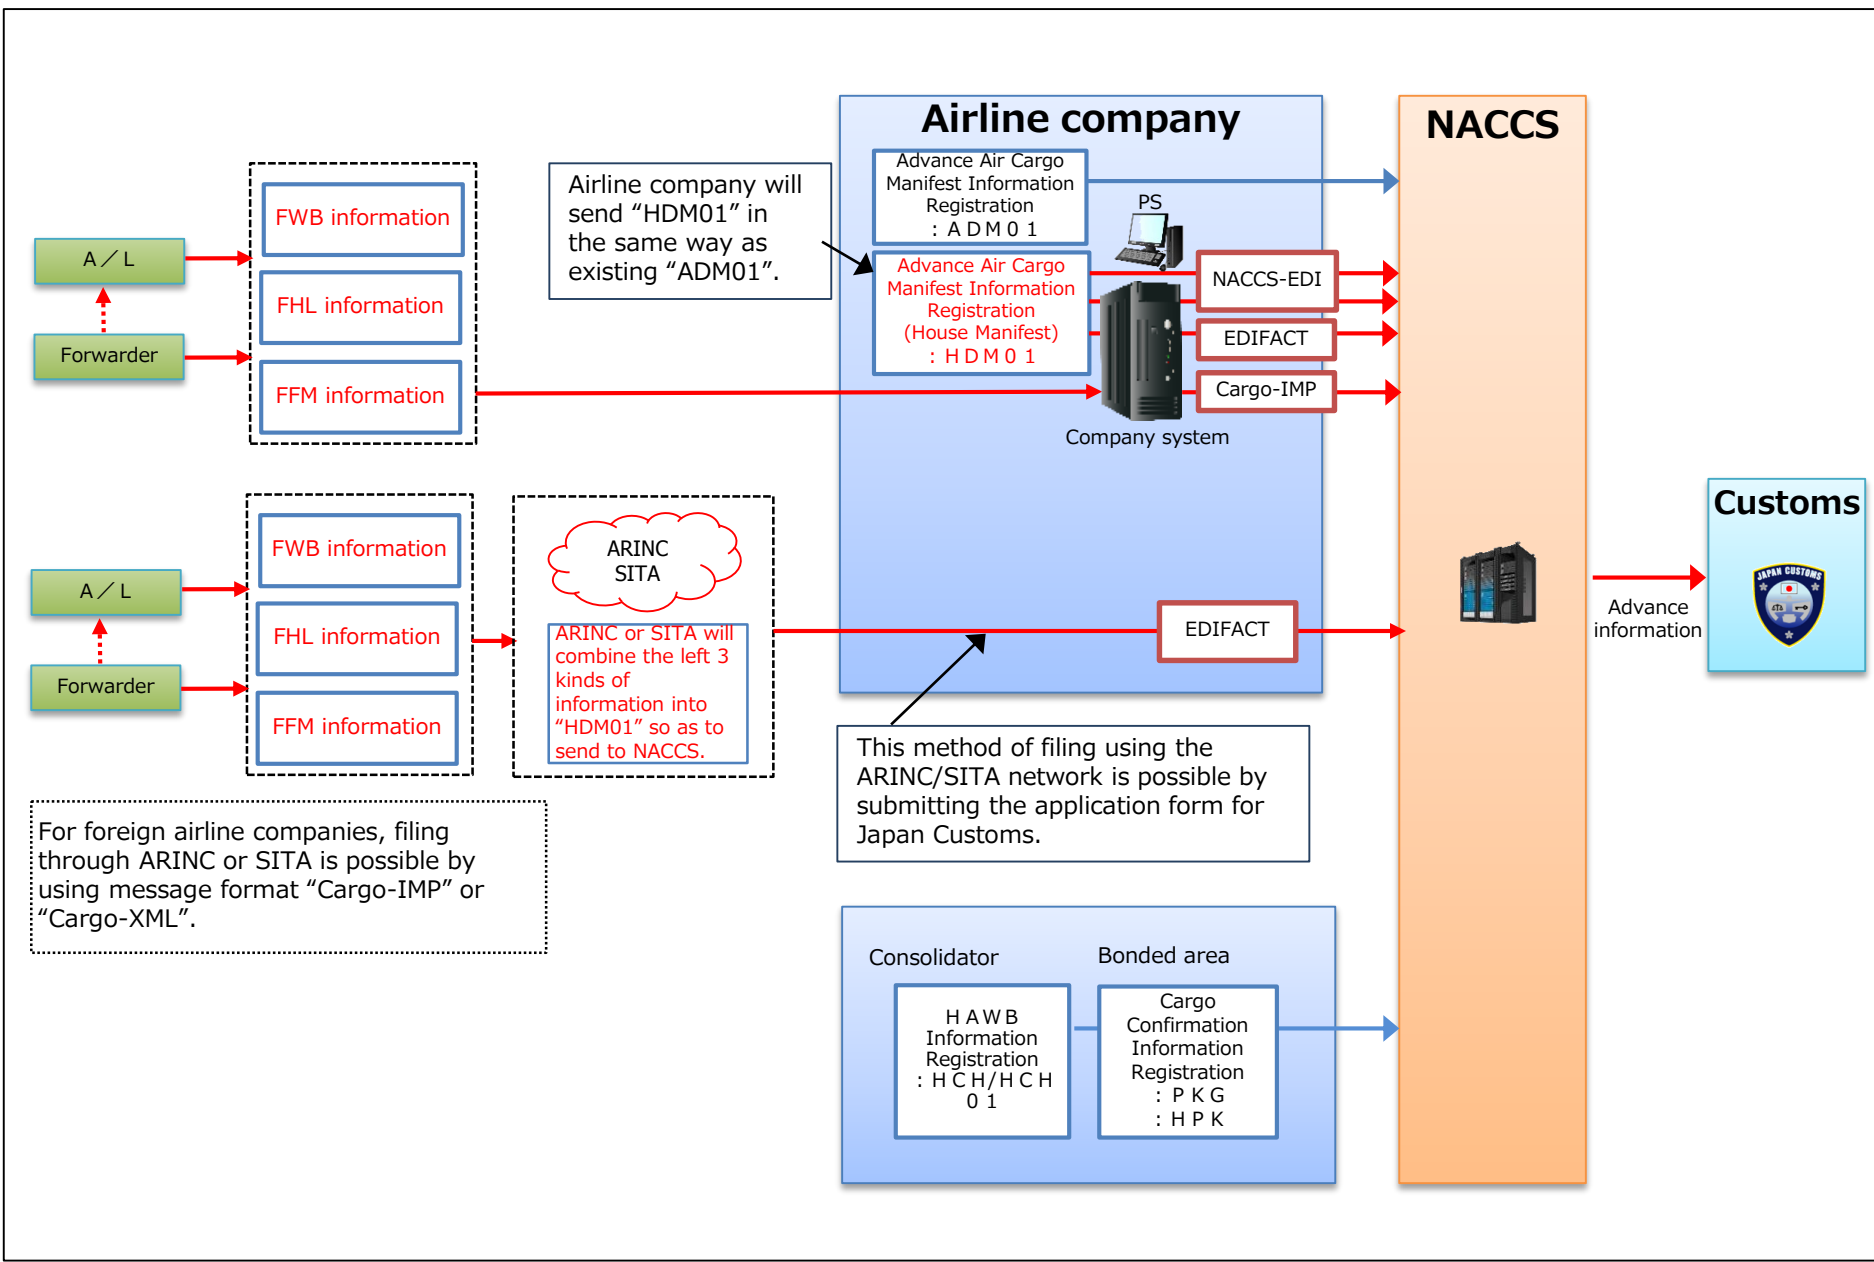 Airline company
NACCS
Advance Air Cargo
Manifest Information
Registration
: ADM01
PS
Airline company will
send “HDM01” in
the same way as
existing “ADM01”.
FWB information
FHL information
FFM information
A／L
Forwarder
Advance Air Cargo
Manifest Information
Registration
(House Manifest)
: HDM01
NACCS-EDI
EDIFACT
Cargo-IMP
Company system
Customs
JAPAN CUSTOMS
Advance
information
FWB information
FHL information
FFM information
A／L
Forwarder
ARINC
SITA
ARINC or SITA will
combine the left 3
kinds of
information into
“HDM01” so as to
send to NACCS.
EDIFACT
This method of filing using the
ARINC/SITA network is possible by
submitting the application form for
Japan Customs.
For foreign airline companies, filing
through ARINC or SITA is possible by
using message format “Cargo-IMP” or
“Cargo-XML”.
Consolidator
HAWB
Information
Registration
: HCH/HCH
01
Bonded area
Cargo
Confirmation
Information
Registration
: PKG
: HPK